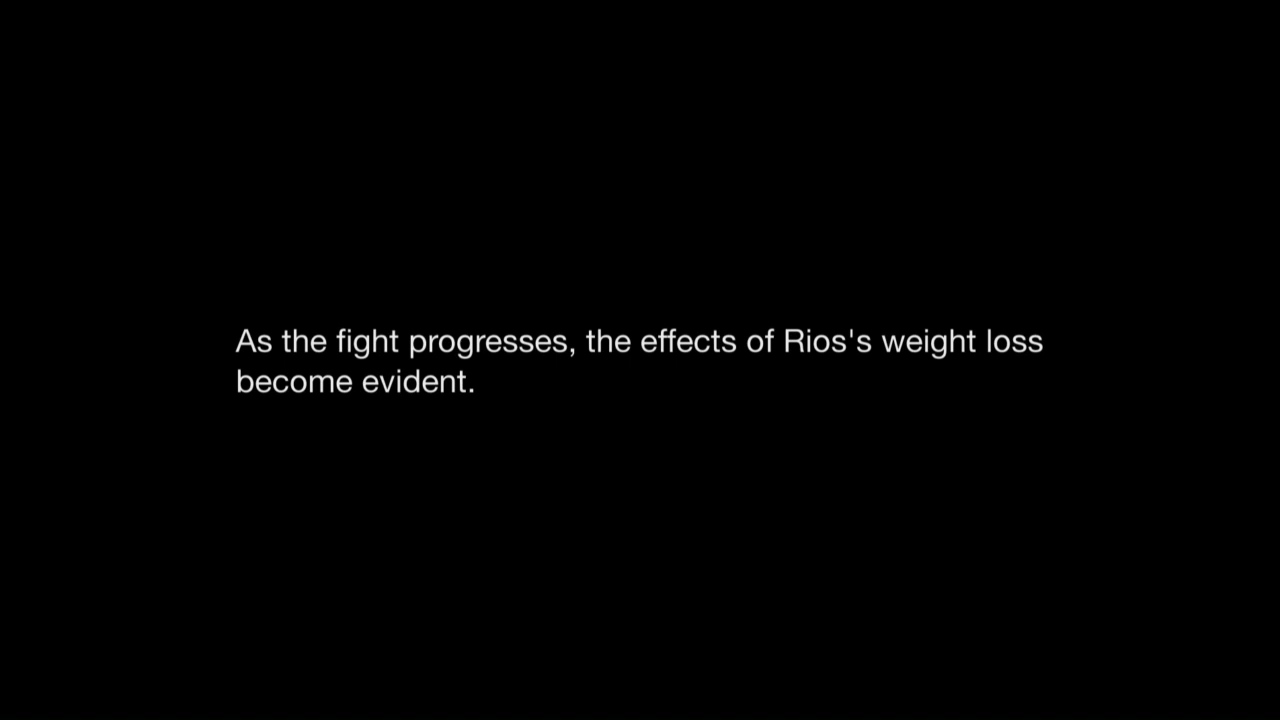 As the fight progresses, the effects of Rios's weight loss
become evident.